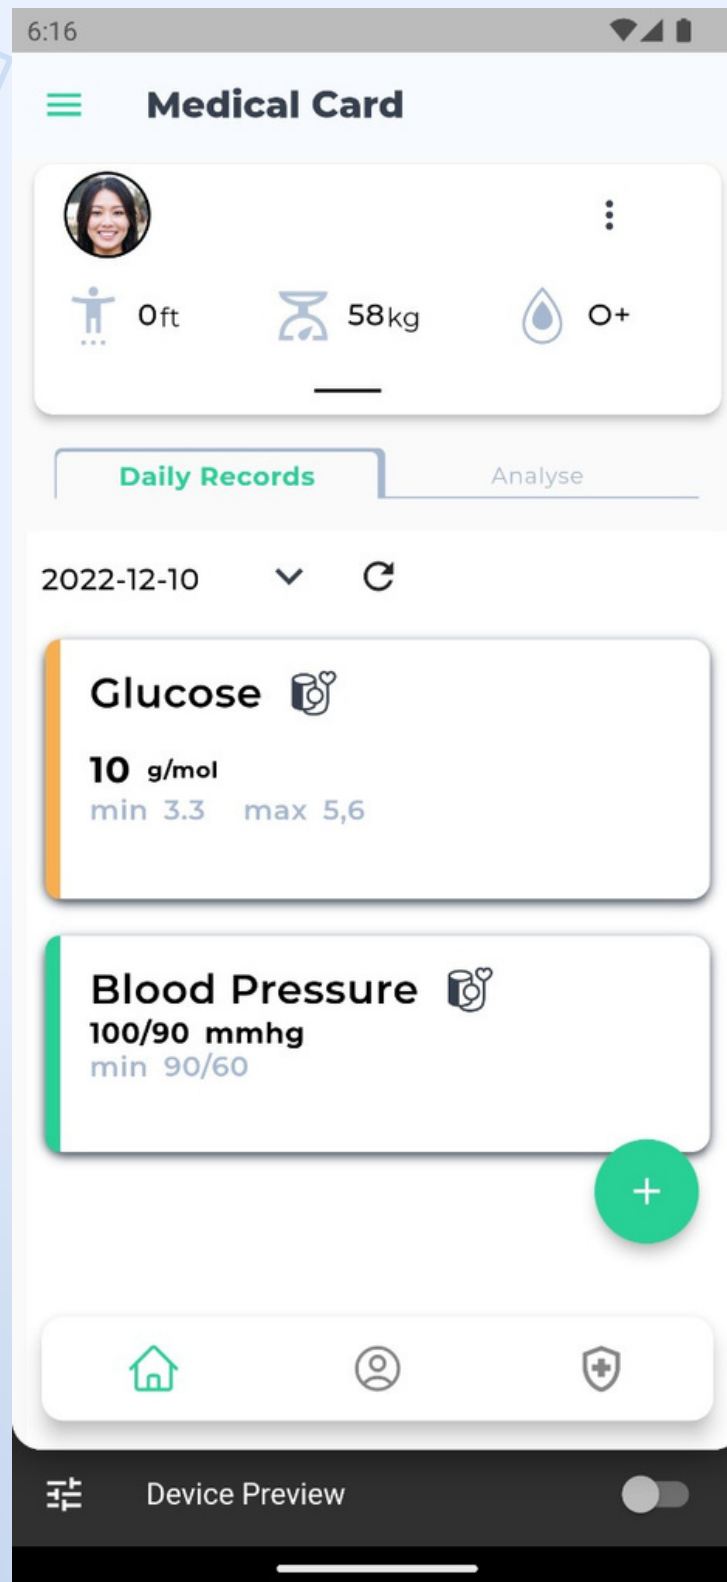 6:16
Medical Card
0ft 58kg O+
Daily Records Analyse
2022-12-10
Glucose
10 g/mol
min 3.3 max 5,6
Blood Pressure
100/90 mmhg
min 90/60
+
Device Preview